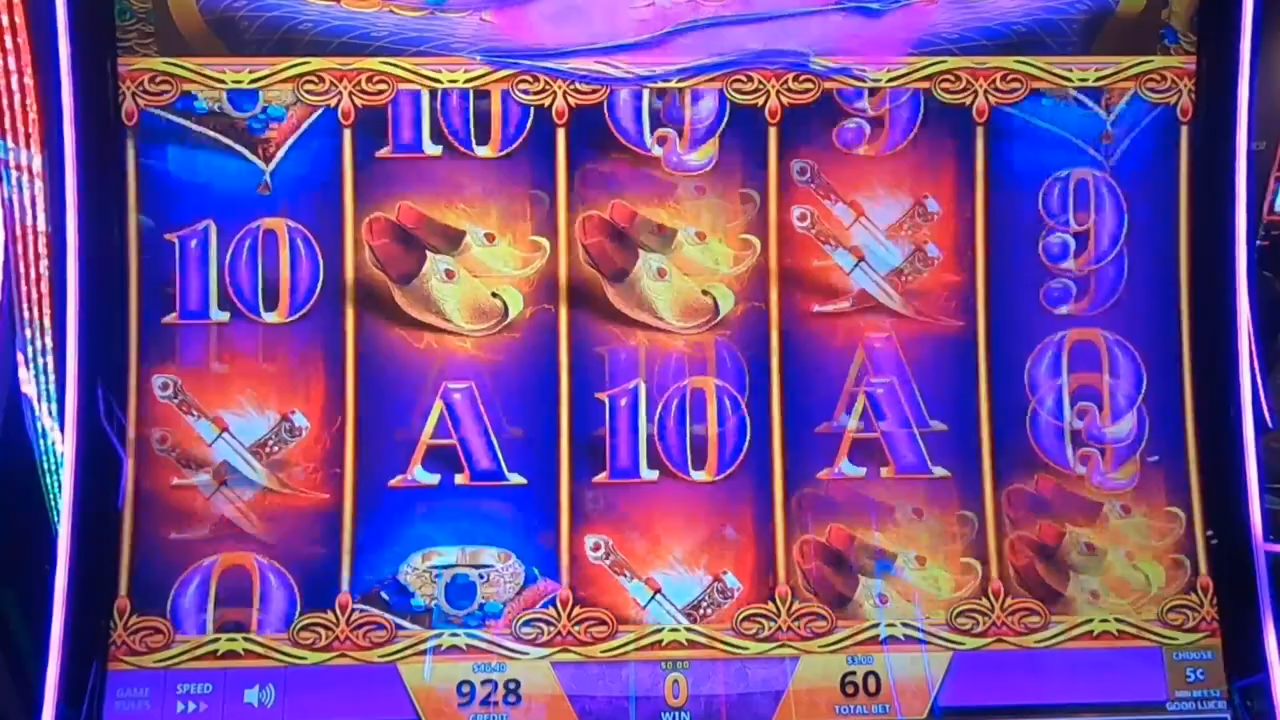 10 Q 9
10 9
A 10 A Q
Q
GAME RULES
SPEED
$46.40
928
CREDIT
$0.00
0
WIN
$3.00
60
TOTAL BET
CHOOSE
5¢
GOOD LUCK!